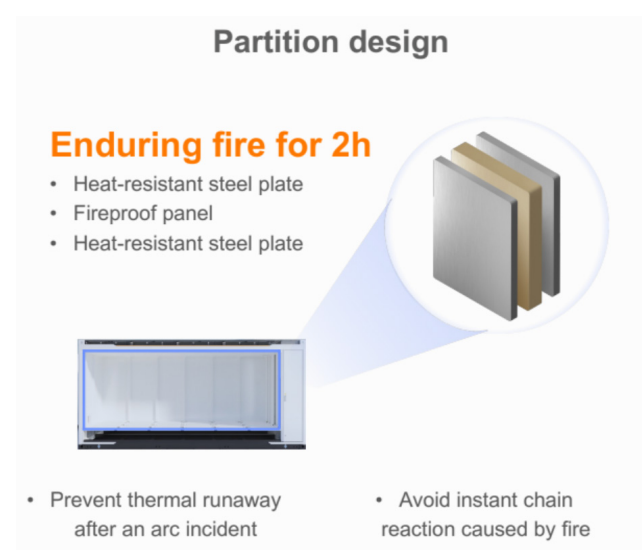 Partition design
Enduring fire for 2h
• Heat-resistant steel plate
• Fireproof panel
• Heat-resistant steel plate
• Prevent thermal runaway
after an arc incident
• Avoid instant chain
reaction caused by fire